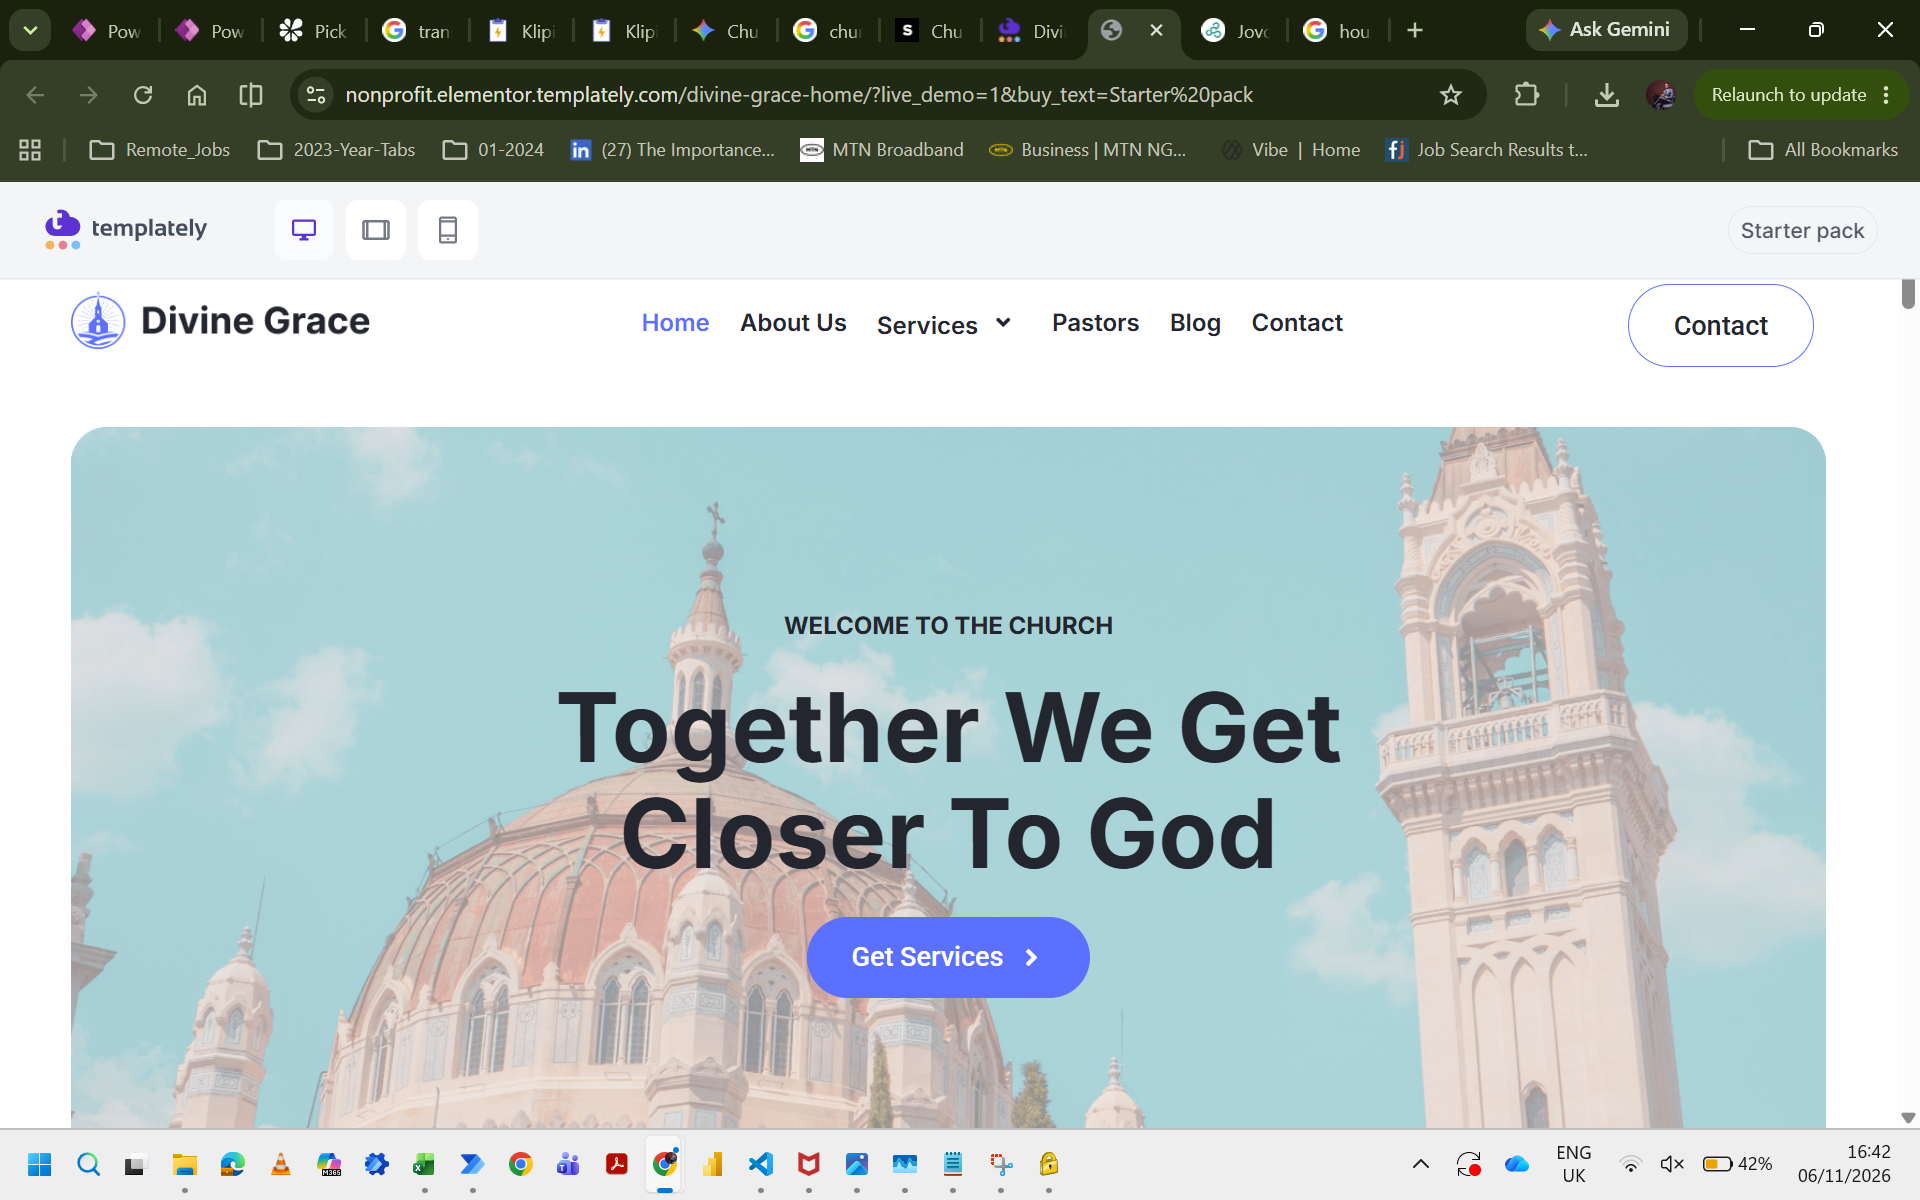 Pow
Pow
Pick
tran
Klipi
Klip
Chu
chur
S
Chu
Divi
Jovo
hou
Ask Gemini
nonprofit.elementor.templately.com/divine-grace-home/?live_demo=1&buy_text=Starter%20pack
Relaunch to update
Remote_Jobs
2023-Year-Tabs
01-2024
(27) The Importance...
MTN Broadband
Business | MTN NG...
Vibe | Home
Job Search Results t...
All Bookmarks
templately
Starter pack
Divine Grace
Home
About Us
Services
Pastors
Blog
Contact
Contact
WELCOME TO THE CHURCH
Together We Get
Closer To God
Get Services
ENG
UK
42%
16:42
06/11/2026